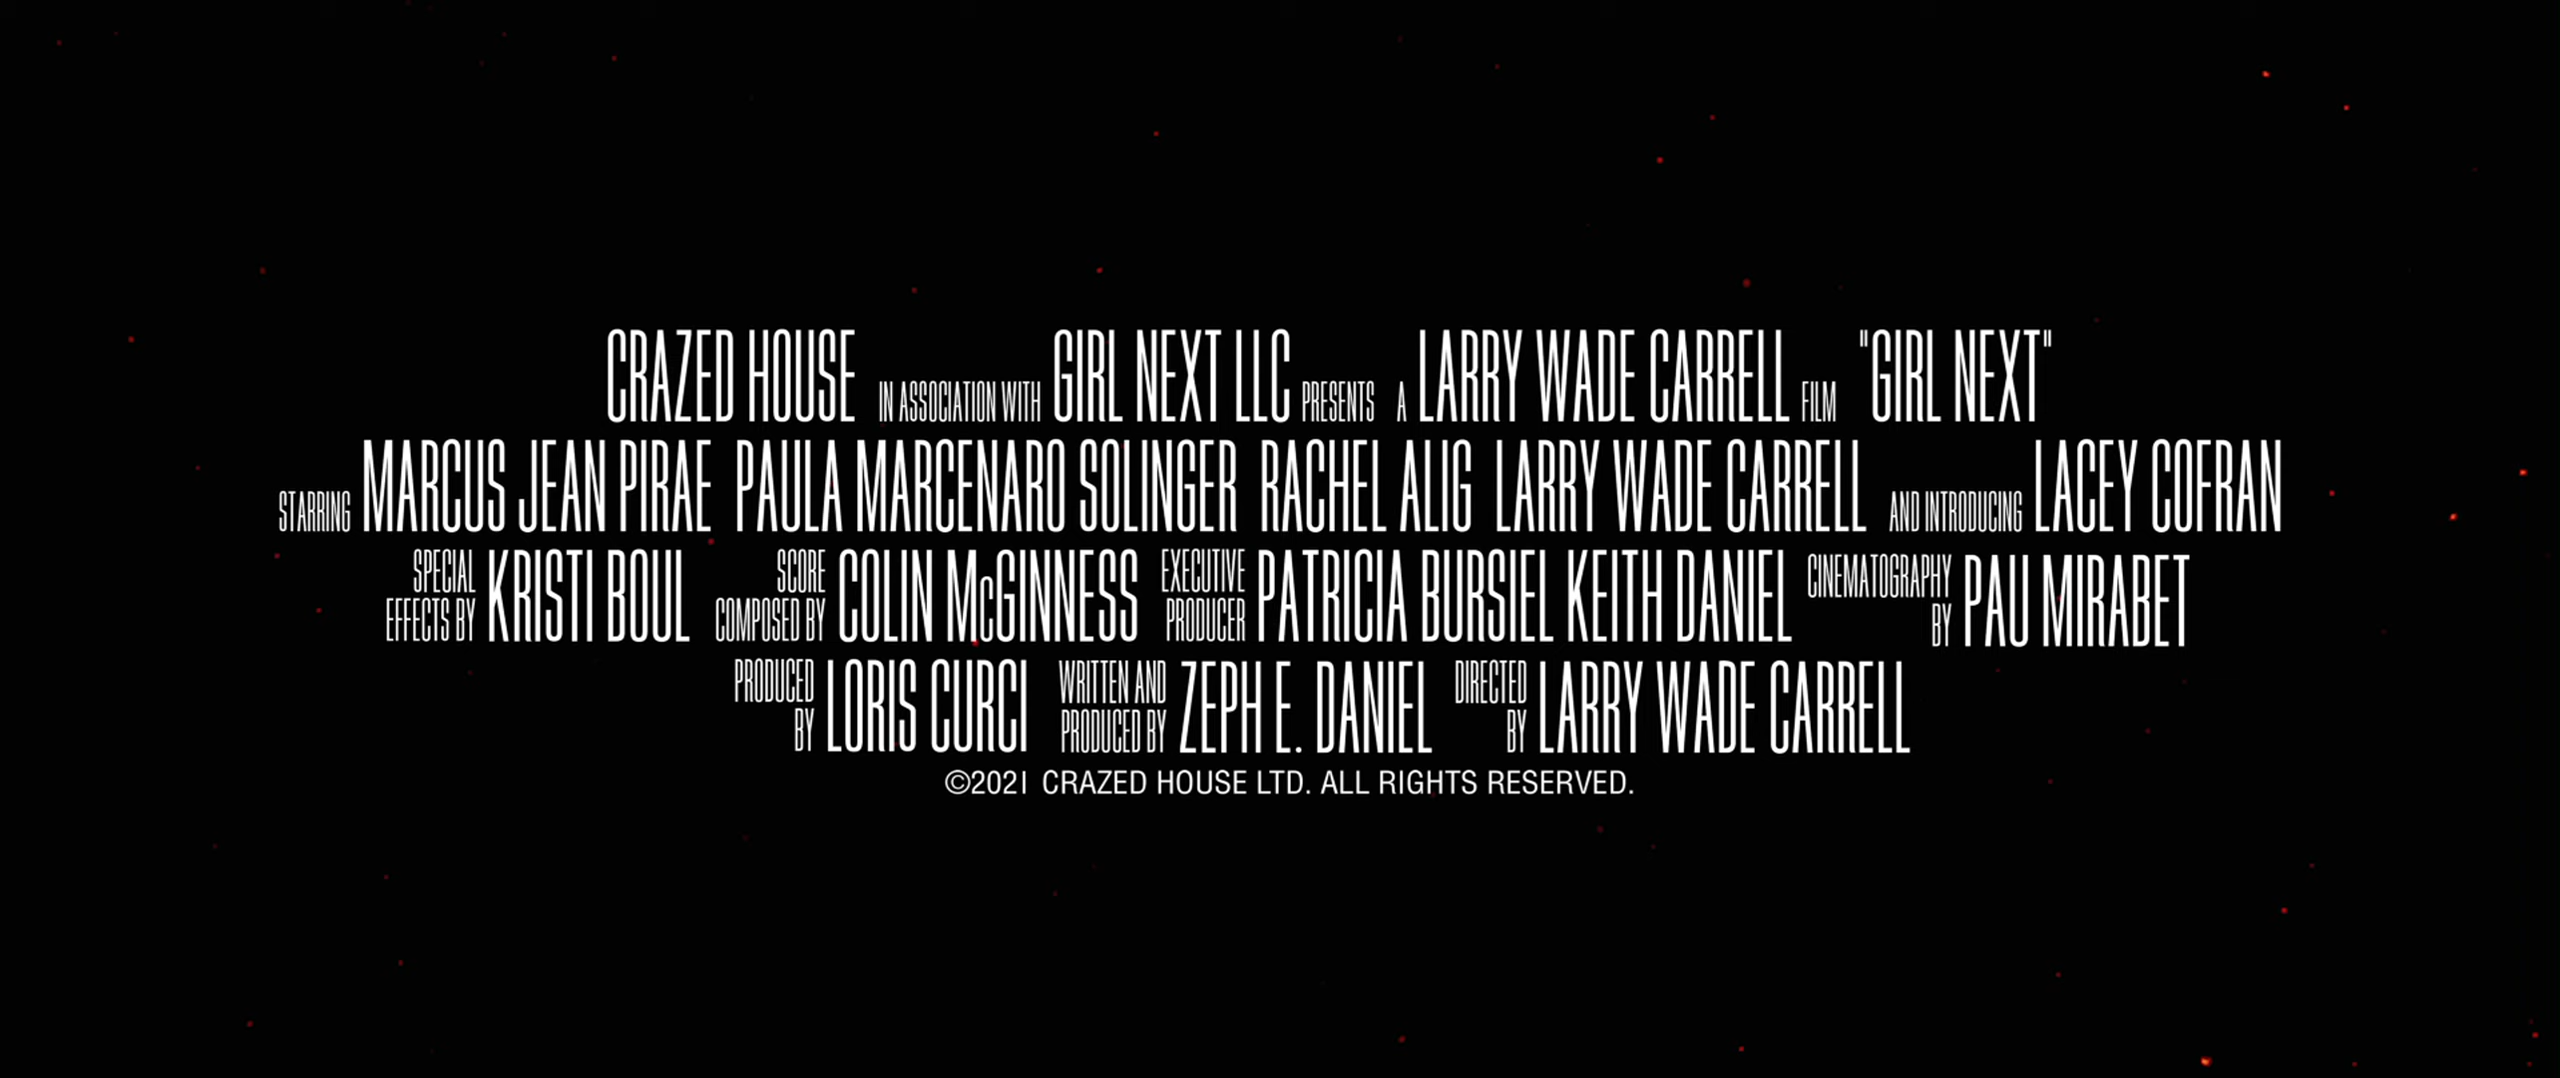 CRAZED HOUSE IN ASSOCIATION WITH GIRL NEXT LLC PRESENTS A LARRY WADE CARRELL FILM "GIRL NEXT"
STARRING MARCUS JEAN PIRAE PAULA MARCENARO SOLINGER RACHEL ALIG LARRY WADE CARRELL AND INTRODUCING LACEY COFRAN
SPECIAL EFFECTS BY KRISTI BOUL SCORE COMPOSED BY COLIN McGINNESS EXECUTIVE PRODUCER PATRICIA BURSIEL KEITH DANIEL CINEMATOGRAPHY BY PAU MIRABET
PRODUCED BY LORIS CURCI WRITTEN AND PRODUCED BY ZEPH E. DANIEL DIRECTED BY LARRY WADE CARRELL
©2021 CRAZED HOUSE LTD. ALL RIGHTS RESERVED.